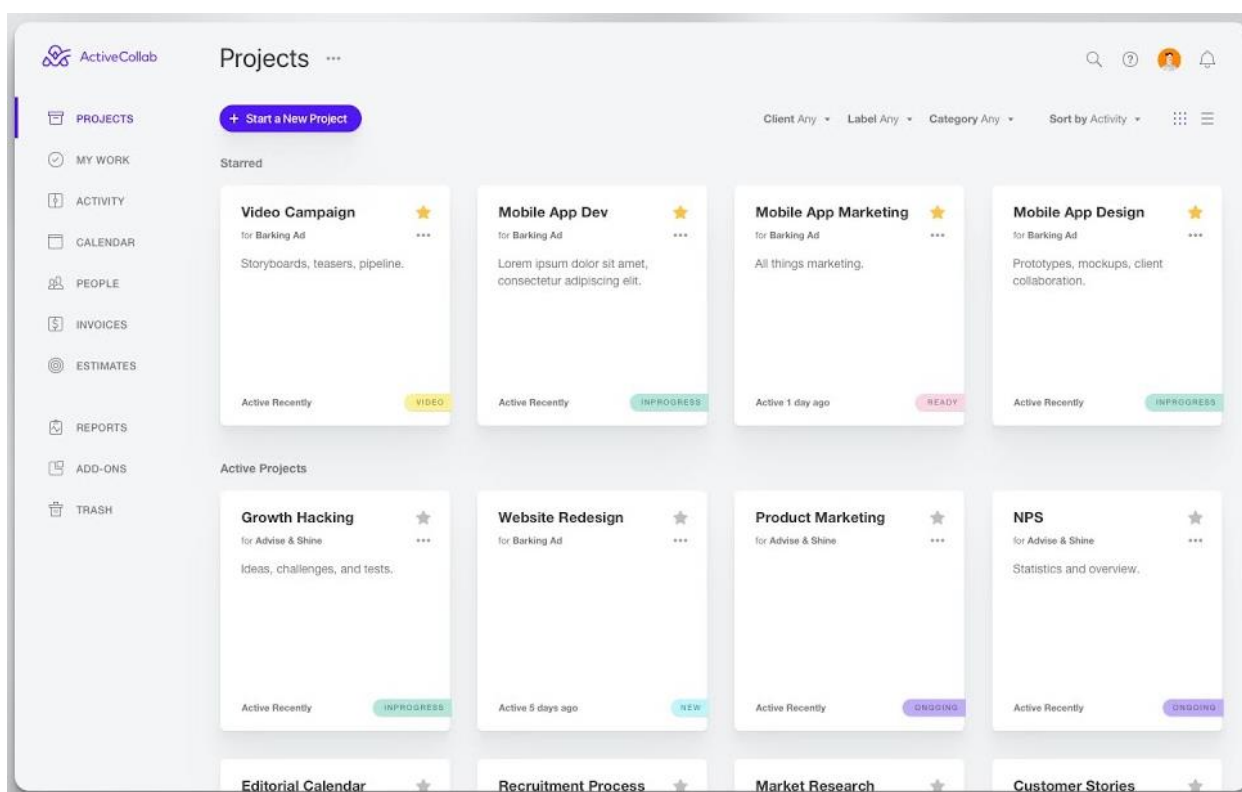 ActiveCollab
Projects
PROJECTS
MY WORK
ACTIVITY
CALENDAR
PEOPLE
INVOICES
ESTIMATES
REPORTS
ADD-ONS
TRASH
+ Start a New Project
Client Any
Label Any
Category Any
Sort by Activity
Starred
Video Campaign
for Barking Ad
Storyboards, teasers, pipeline.
Active Recently
VIDEO
Mobile App Dev
for Barking Ad
Lorem ipsum dolor sit amet,
consectetur adipiscing elit.
Active Recently
INPROGRESS
Mobile App Marketing
for Barking Ad
All things marketing.
Active 1 day ago
READY
Mobile App Design
for Barking Ad
Prototypes, mockups, client
collaboration.
Active Recently
INPROGRESS
Active Projects
Growth Hacking
for Advise & Shine
Ideas, challenges, and tests.
Active Recently
INPROGRESS
Website Redesign
for Barking Ad
Active 5 days ago
NEW
Product Marketing
for Advise & Shine
Active Recently
ONGOING
NPS
for Advise & Shine
Statistics and overview.
Active Recently
ONGOING
Editorial Calendar
Recruitment Process
Market Research
Customer Stories